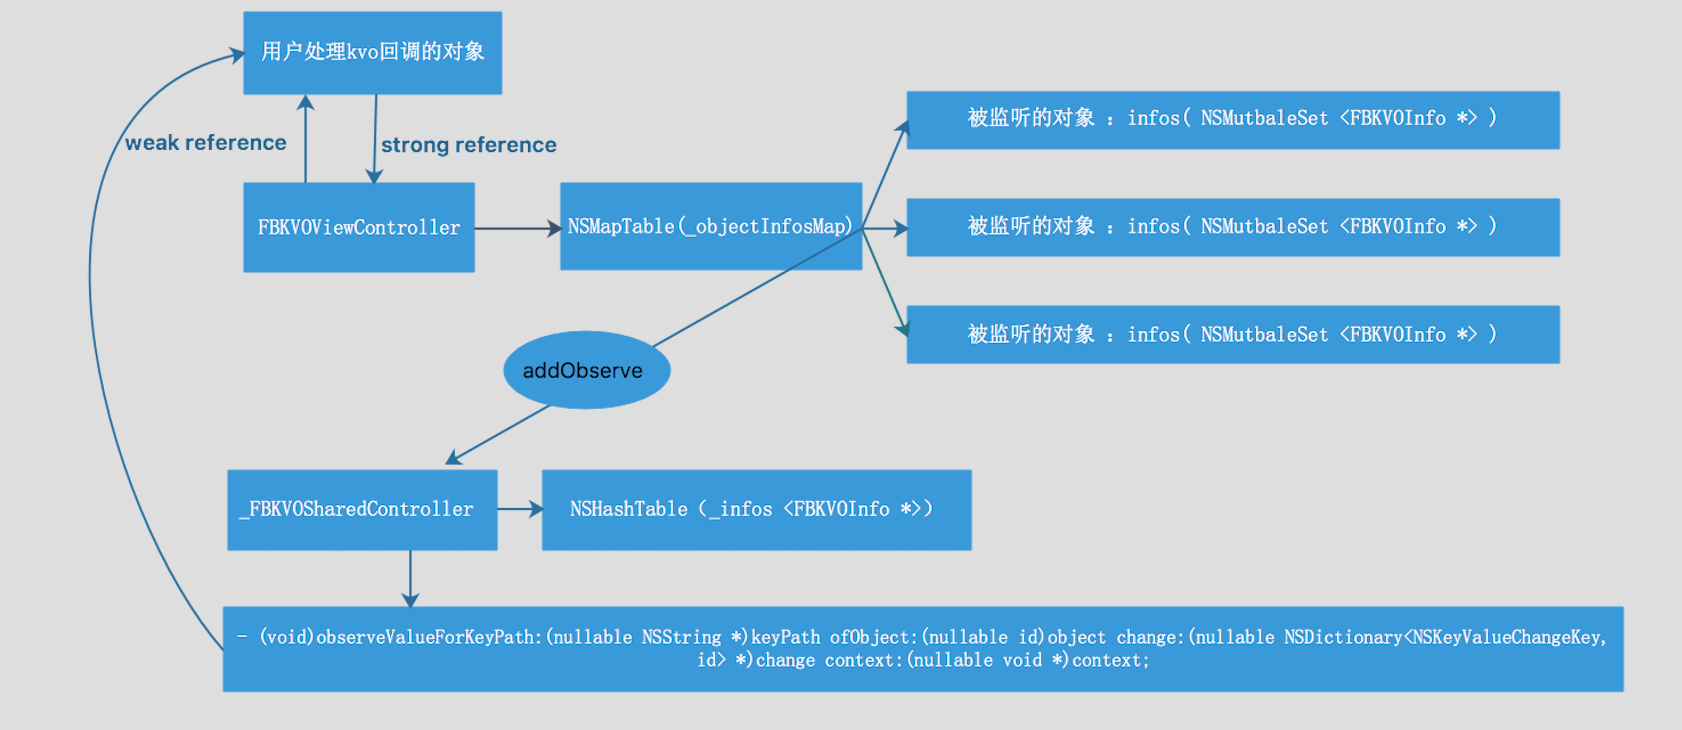 用户处理kvo回调的对象
weak reference
strong reference
FBKVOViewController
NSMapTable(_objectInfosMap)
被监听的对象 : infos( NSMutbaleSet <FBKVOInfo *> )
被监听的对象 : infos( NSMutbaleSet <FBKVOInfo *> )
被监听的对象 : infos( NSMutbaleSet <FBKVOInfo *> )
addObserve
_FBKVOSharedController
NSHashTable (_infos <FBKVOInfo *>)
- (void)observeValueForKeyPath:(nullable NSString *)keyPath ofObject:(nullable id)object change:(nullable NSDictionary<NSKeyValueChangeKey,
id> *)change context:(nullable void *)context;